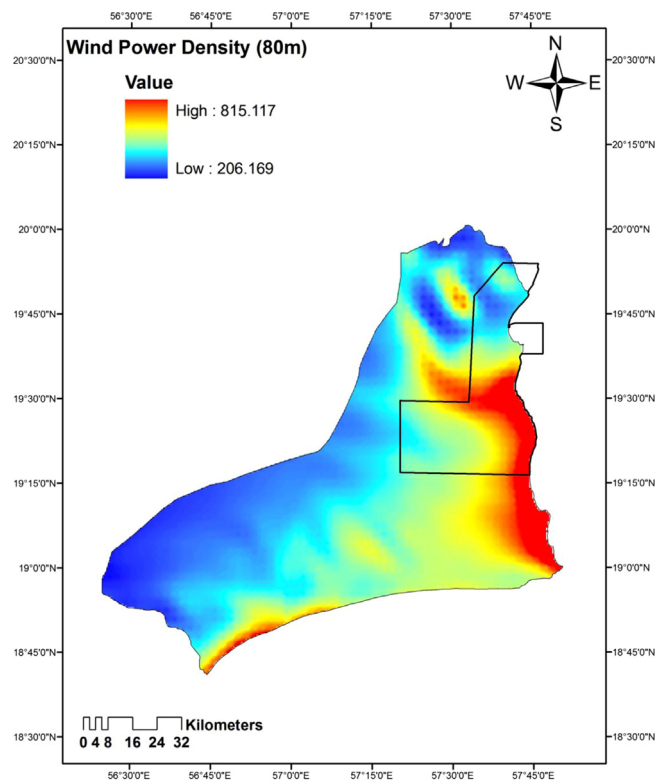 56°30'0"E 56°45'0"E 57°0'0"E 57°15'0"E 57°30'0"E 57°45'0"E
Wind Power Density (80m)
Value
High : 815.117
Low : 206.169
N
W E
S
20°30'0"N 20°30'0"N
20°15'0"N 20°15'0"N
20°0'0"N 20°0'0"N
19°45'0"N 19°45'0"N
19°30'0"N 19°30'0"N
19°15'0"N 19°15'0"N
19°0'0"N 19°0'0"N
18°45'0"N 18°45'0"N
18°30'0"N 18°30'0"N
Kilometers
0 4 8 16 24 32
56°30'0"E 56°45'0"E 57°0'0"E 57°15'0"E 57°30'0"E 57°45'0"E